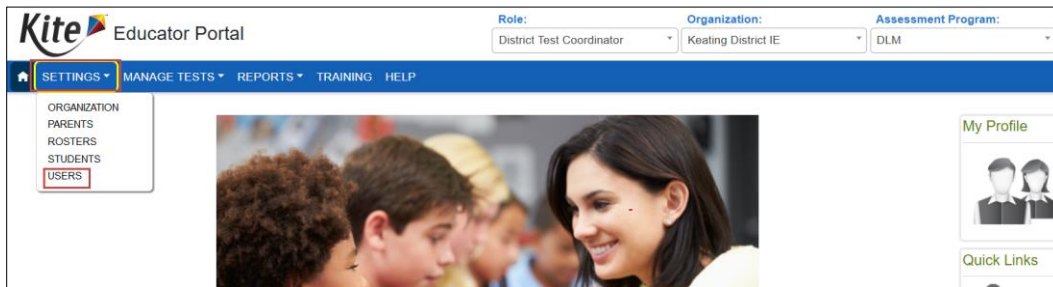 Kite Educator Portal
Role: Organization: Assessment Program:
District Test Coordinator Keating District IE DLM
SETTINGS MANAGE TESTS REPORTS TRAINING HELP
ORGANIZATION
PARENTS
ROSTERS
STUDENTS
USERS
My Profile
Quick Links